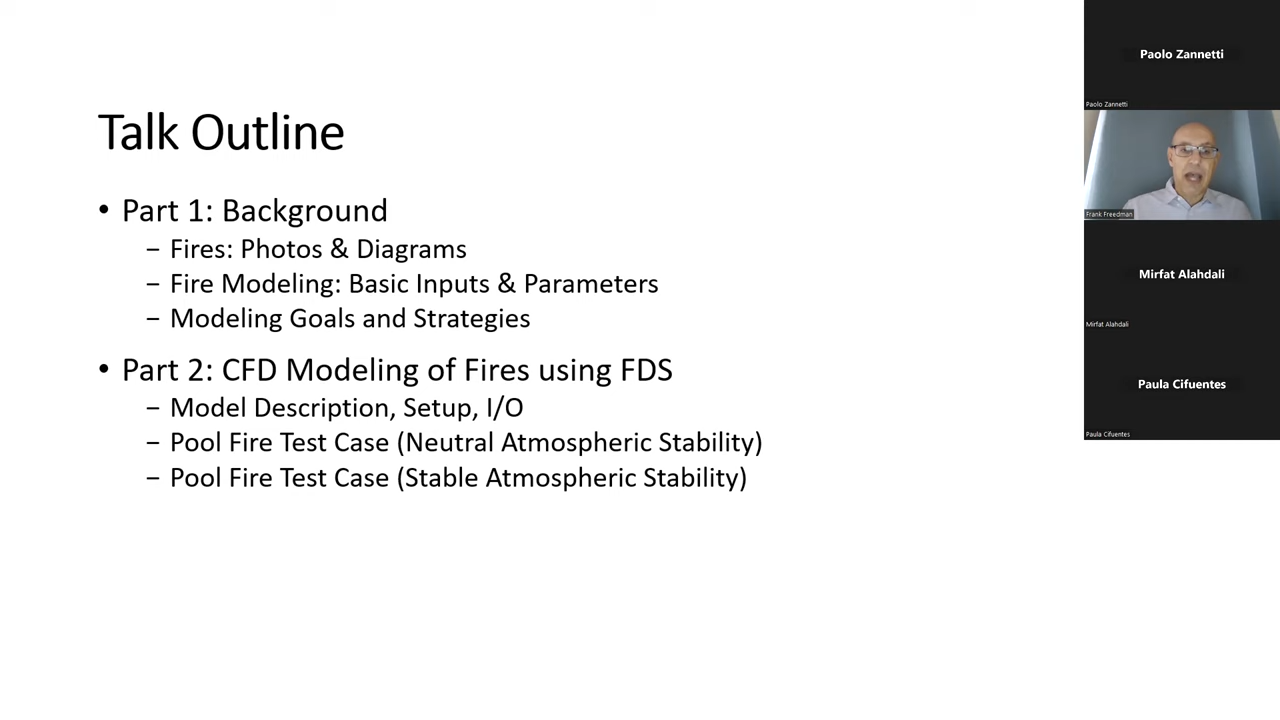 Talk Outline
• Part 1: Background
– Fires: Photos & Diagrams
– Fire Modeling: Basic Inputs & Parameters
– Modeling Goals and Strategies
• Part 2: CFD Modeling of Fires using FDS
– Model Description, Setup, I/O
– Pool Fire Test Case (Neutral Atmospheric Stability)
– Pool Fire Test Case (Stable Atmospheric Stability)
Paolo Zannetti
Paolo Zannetti
Frank Freedman
Mirfat Alahdali
Mirfat Alahdali
Paula Cifuentes
Paula Cifuentes